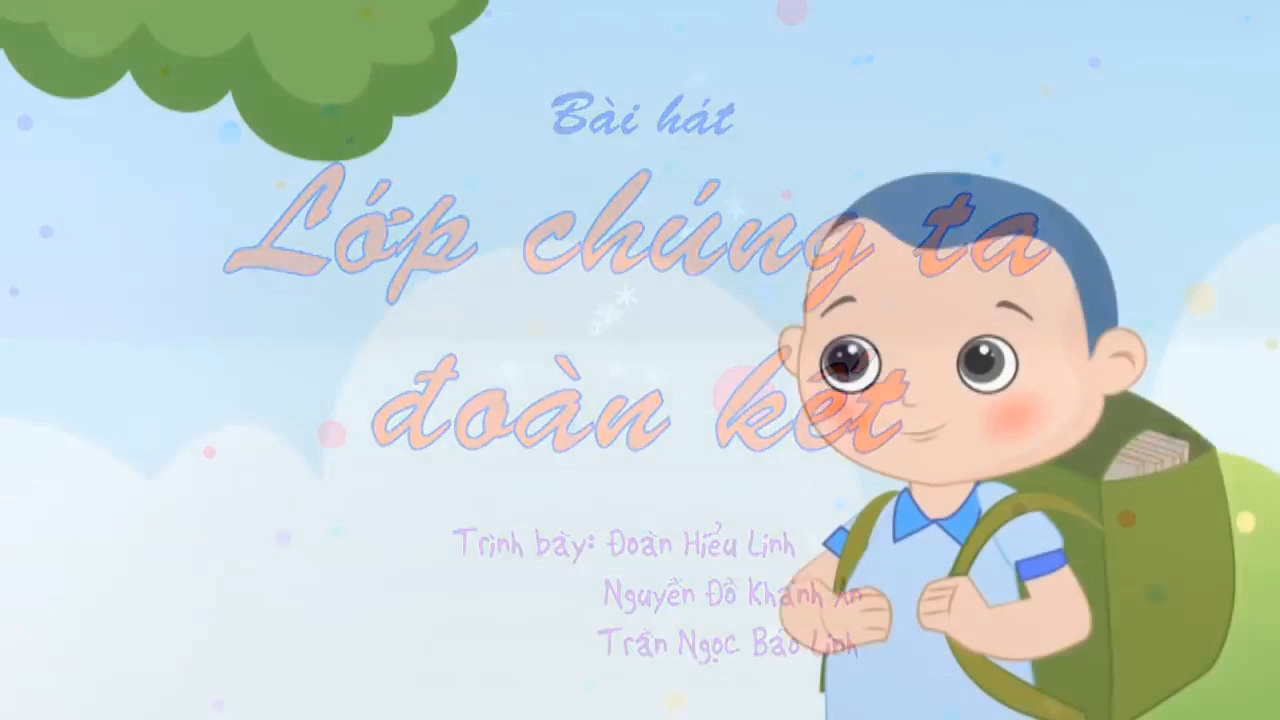 Bài hát
Lớp chúng ta
đoàn kết
Trình bày: Đoàn Hiểu Linh
Nguyễn Đỗ Khánh An
Trần Ngọc Bảo Linh